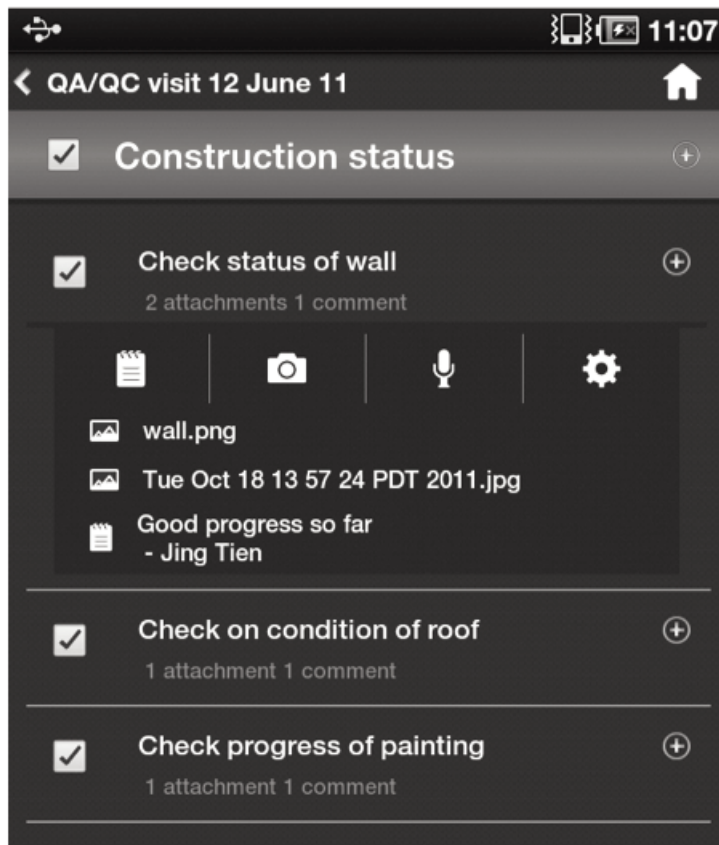 11:07
QA/QC visit 12 June 11
Construction status
Check status of wall
2 attachments 1 comment
wall.png
Tue Oct 18 13 57 24 PDT 2011.jpg
Good progress so far
- Jing Tien
Check on condition of roof
1 attachment 1 comment
Check progress of painting
1 attachment 1 comment